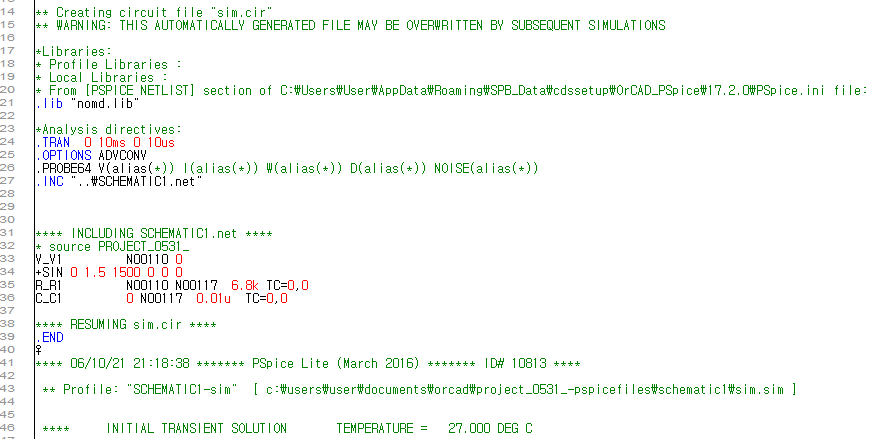 14 ** Creating circuit file "sim.cir"
15 ** WARNING: THIS AUTOMATICALLY GENERATED FILE MAY BE OVERWRITTEN BY SUBSEQUENT SIMULATIONS
16
17 *Libraries:
18 * Profile Libraries :
19 * Local Libraries :
20 * From [PSPICE NETLIST] section of C:₩Users₩User₩AppData₩Roaming₩SPB_Data₩cdssetup₩OrCAD_PSpice₩17.2.0₩PSpice.ini file:
21 .lib "nomd.lib"
22
23 *Analysis directives:
24 .TRAN  0 10ms 0 10us
25 .OPTIONS ADVCONV
26 .PROBE64 V(alias(*)) I(alias(*)) W(alias(*)) D(alias(*)) NOISE(alias(*))
27 .INC "..₩SCHEMATIC1.net"
28
29
30
31 **** INCLUDING SCHEMATIC1.net ****
32 * source PROJECT_0531_
33 V_V1         N00110 0
34 +SIN 0 1.5 1500 0 0 0
35 R_R1         N00110 N00117  6.8k TC=0,0
36 C_C1         0 N00117  0.01u  TC=0,0
37
38 **** RESUMING sim.cir ****
39 .END
40 ♀
41 **** 06/10/21 21:18:38 ******* PSpice Lite (March 2016) ******* ID# 10813 ****
42
43  ** Profile: "SCHEMATIC1-sim"  [ c:₩users₩user₩documents₩orcad₩project_0531_-pspicefiles₩schematic1₩sim.sim ]
44
45
46  ****     INITIAL TRANSIENT SOLUTION       TEMPERATURE =   27.000 DEG C